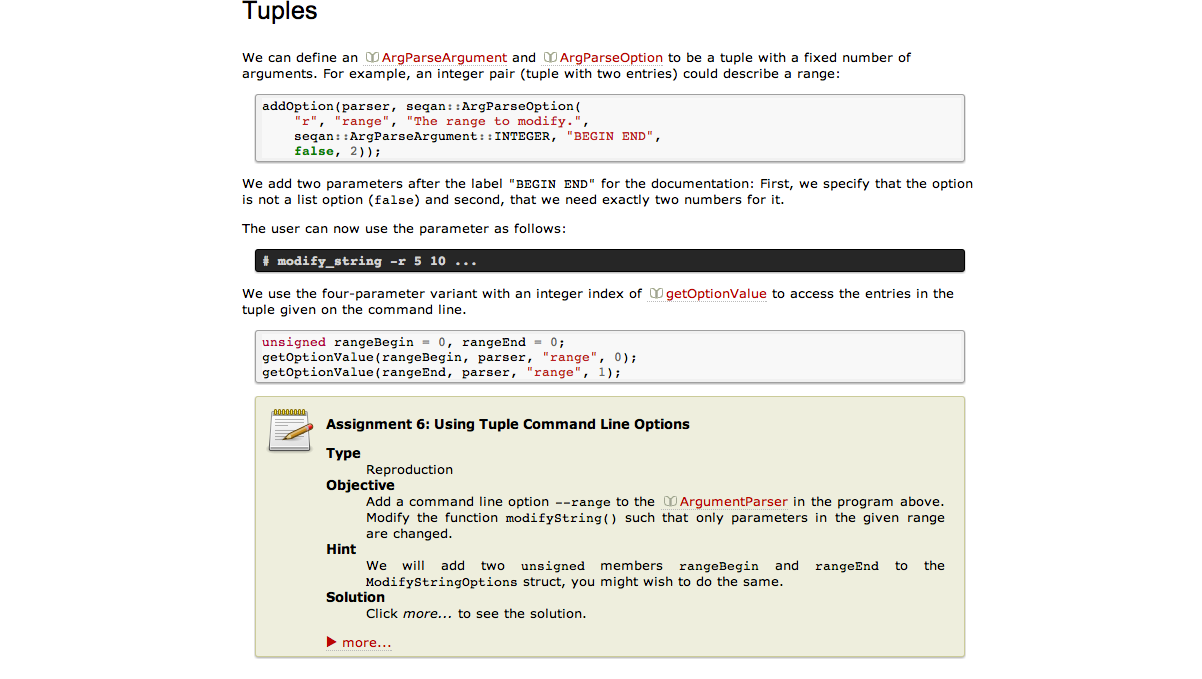 Tuples
We can define an ArgParseArgument and ArgParseOption to be a tuple with a fixed number of
arguments. For example, an integer pair (tuple with two entries) could describe a range:
addOption(parser, seqan::ArgParseOption(
    "r", "range", "The range to modify.",
    seqan::ArgParseArgument::INTEGER, "BEGIN END",
    false, 2));
We add two parameters after the label "BEGIN END" for the documentation: First, we specify that the option
is not a list option (false) and second, that we need exactly two numbers for it.
The user can now use the parameter as follows:
# modify_string -r 5 10 ...
We use the four-parameter variant with an integer index of getOptionValue to access the entries in the
tuple given on the command line.
unsigned rangeBegin = 0, rangeEnd = 0;
getOptionValue(rangeBegin, parser, "range", 0);
getOptionValue(rangeEnd, parser, "range", 1);
Assignment 6: Using Tuple Command Line Options
Type
Reproduction
Objective
Add a command line option --range to the ArgumentParser in the program above.
Modify the function modifyString() such that only parameters in the given range
are changed.
Hint
We will add two unsigned members rangeBegin and rangeEnd to the
ModifyStringOptions struct, you might wish to do the same.
Solution
Click more... to see the solution.
more...